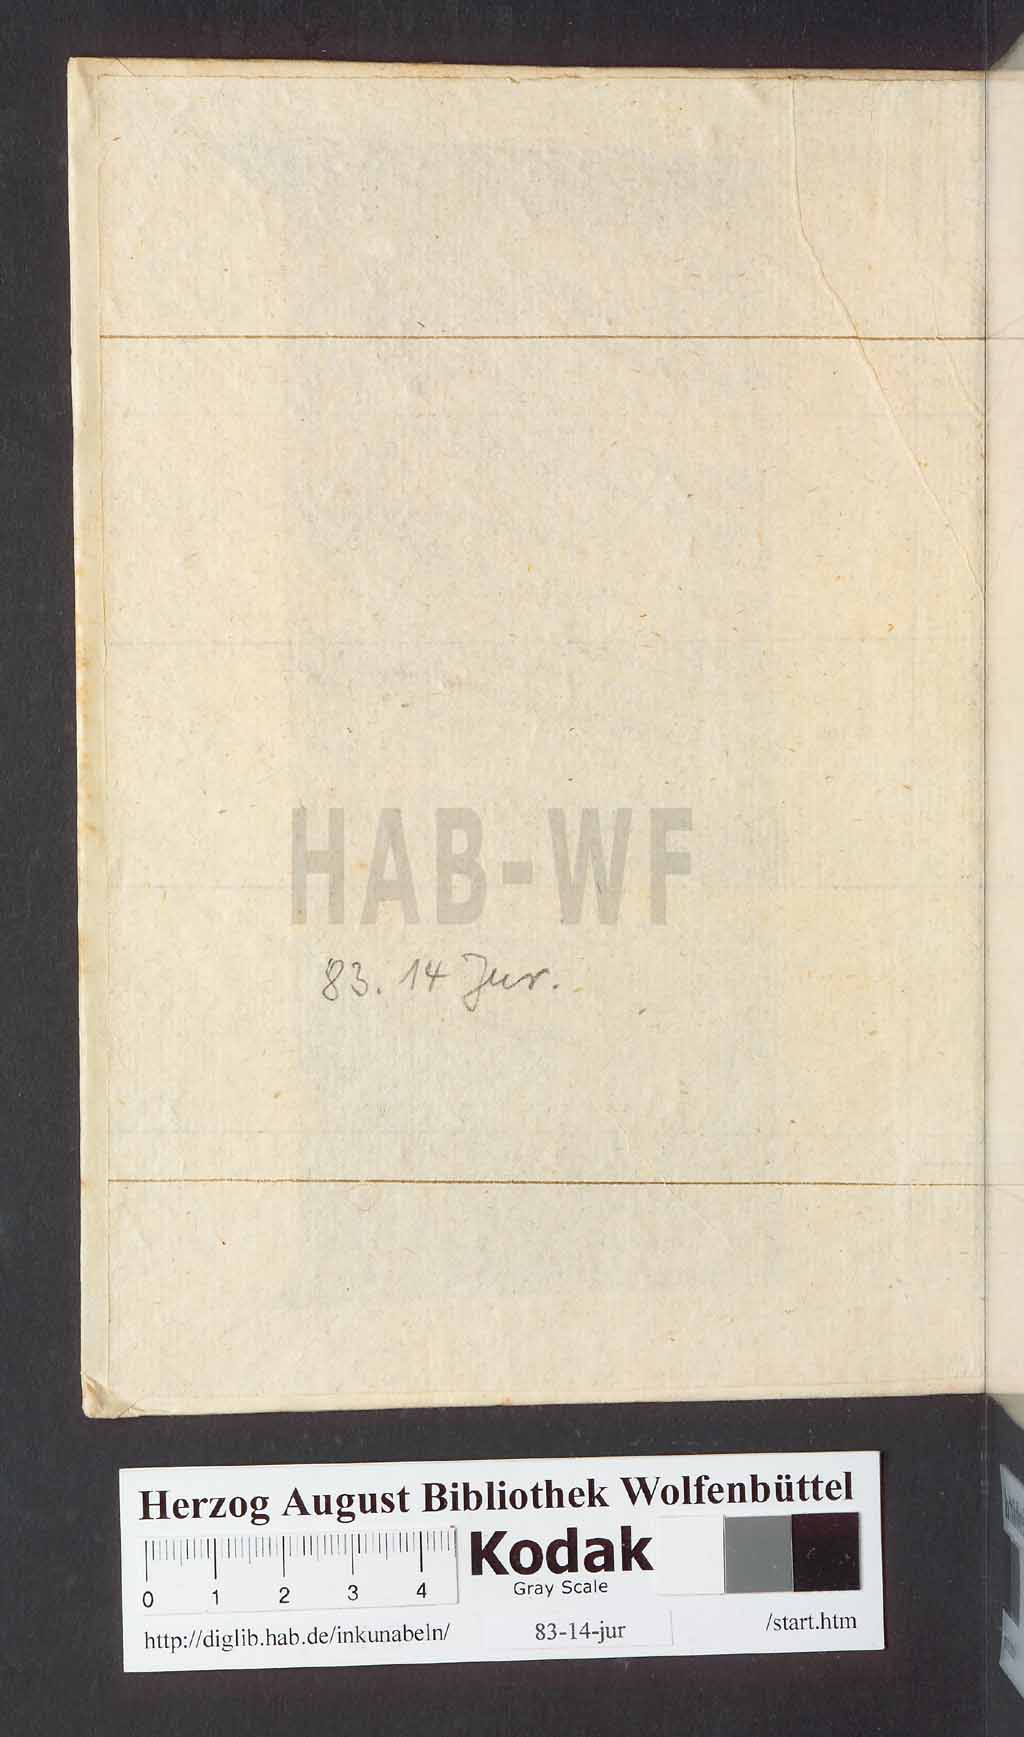 HAB-WF
83. 14 Jur.
Herzog August Bibliothek Wolfenbüttel
Kodak
Gray Scale
0 1 2 3 4
http://diglib.hab.de/inkunabeln/ 83-14-jur /start.htm